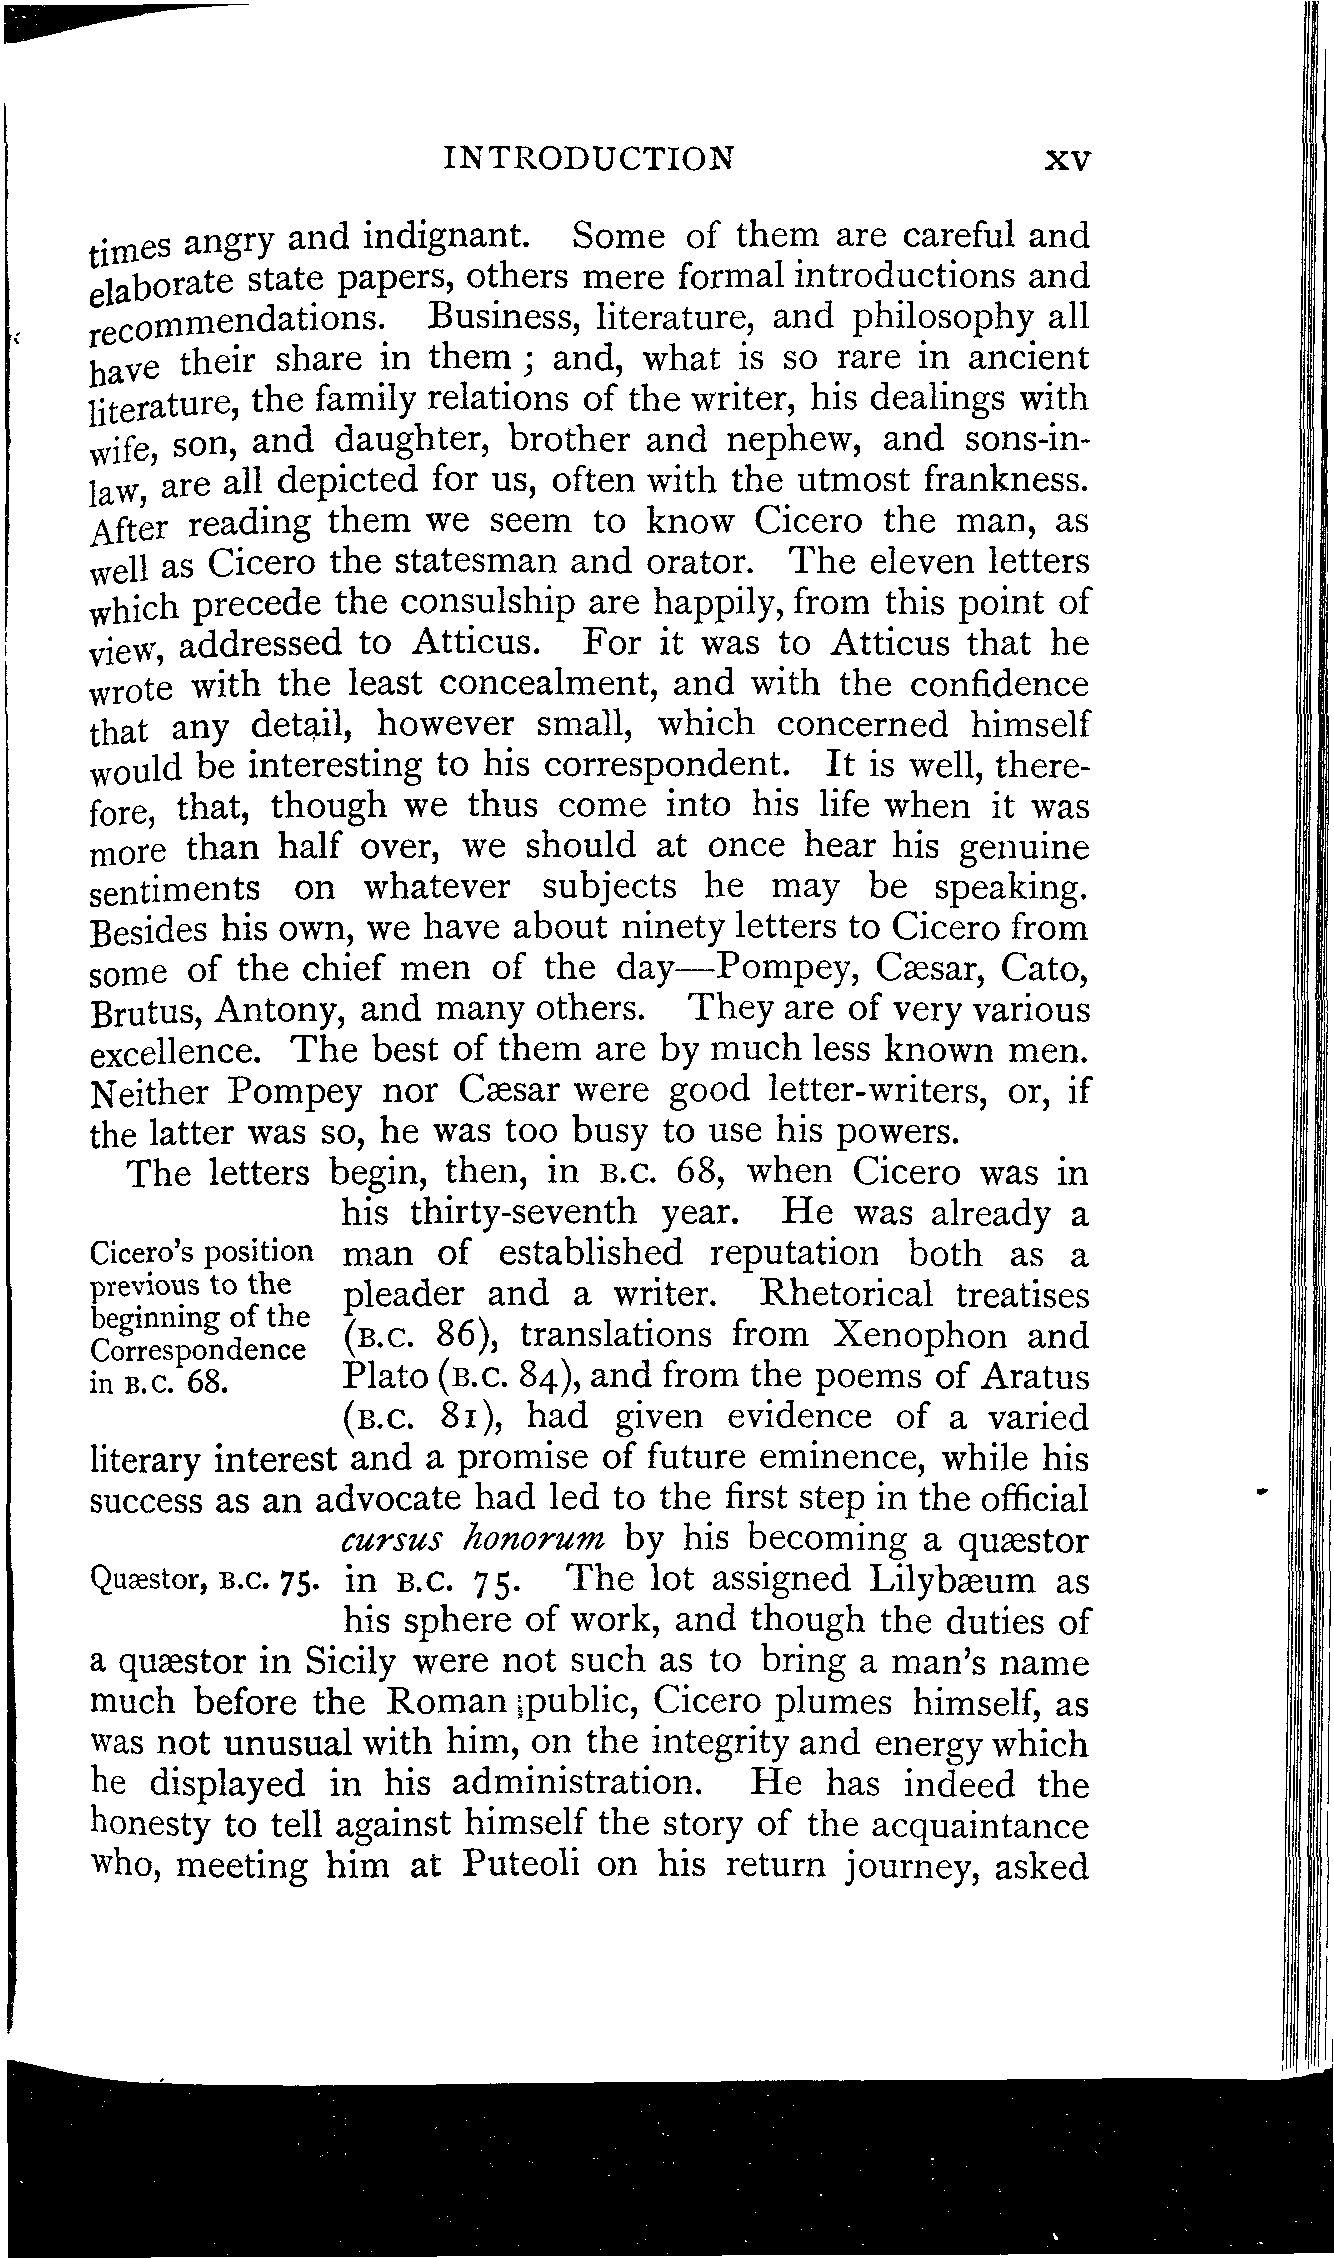 INTRODUCTION xv
times angry and indignant. Some of them are careful and
elaborate state papers, others mere formal introductions and
recommendations. Business, literature, and philosophy all
have their share in them ; and, what is so rare in ancient
literature, the family relations of the writer, his dealings with
wife, son, and daughter, brother and nephew, and sons-in-
law, are all depicted for us, often with the utmost frankness.
After reading them we seem to know Cicero the man, as
well as Cicero the statesman and orator. The eleven letters
which precede the consulship are happily, from this point of
view, addressed to Atticus. For it was to Atticus that he
wrote with the least concealment, and with the confidence
that any detail, however small, which concerned himself
would be interesting to his correspondent. It is well, there-
fore, that, though we thus come into his life when it was
more than half over, we should at once hear his genuine
sentiments on whatever subjects he may be speaking.
Besides his own, we have about ninety letters to Cicero from
some of the chief men of the day—Pompey, Cæsar, Cato,
Brutus, Antony, and many others. They are of very various
excellence. The best of them are by much less known men.
Neither Pompey nor Cæsar were good letter-writers, or, if
the latter was so, he was too busy to use his powers.
The letters begin, then, in B.C. 68, when Cicero was in
his thirty-seventh year. He was already a
Cicero's position
previous to the
beginning of the
Correspondence
in B.C. 68.
man of established reputation both as a
pleader and a writer. Rhetorical treatises
(B.C. 86), translations from Xenophon and
Plato (B.C. 84), and from the poems of Aratus
(B.C. 81), had given evidence of a varied
literary interest and a promise of future eminence, while his
success as an advocate had led to the first step in the official
cursus honorum by his becoming a quæstor
Quæstor, B.C. 75.
in B.C. 75. The lot assigned Lilybæum as
his sphere of work, and though the duties of
a quæstor in Sicily were not such as to bring a man's name
much before the Roman public, Cicero plumes himself, as
was not unusual with him, on the integrity and energy which
he displayed in his administration. He has indeed the
honesty to tell against himself the story of the acquaintance
who, meeting him at Puteoli on his return journey, asked